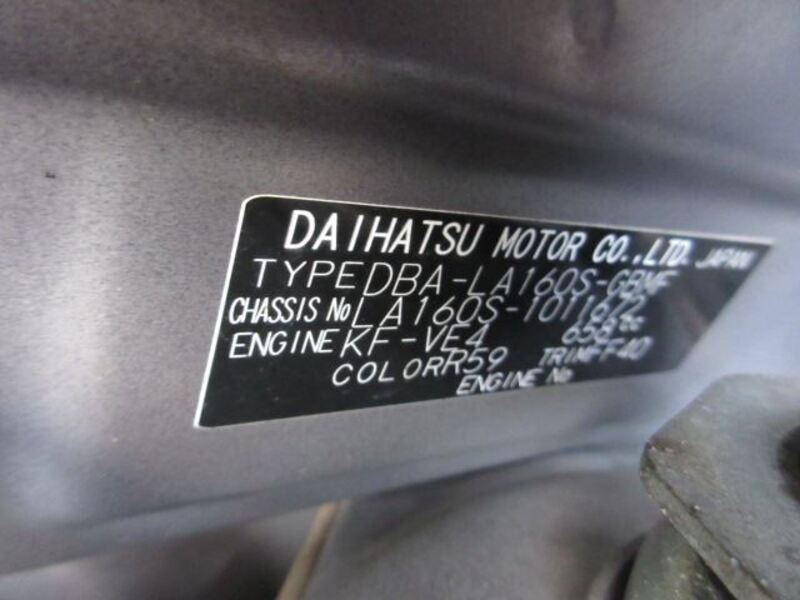 DAIHATSU MOTOR CO.,LTD. JAPAN
TYPE DBA-LA160S-GBMF
CHASSIS No LA160S-1011672
ENGINE KF-VE4 658cc
COLOR R59 TRIM FF40
ENGINE No